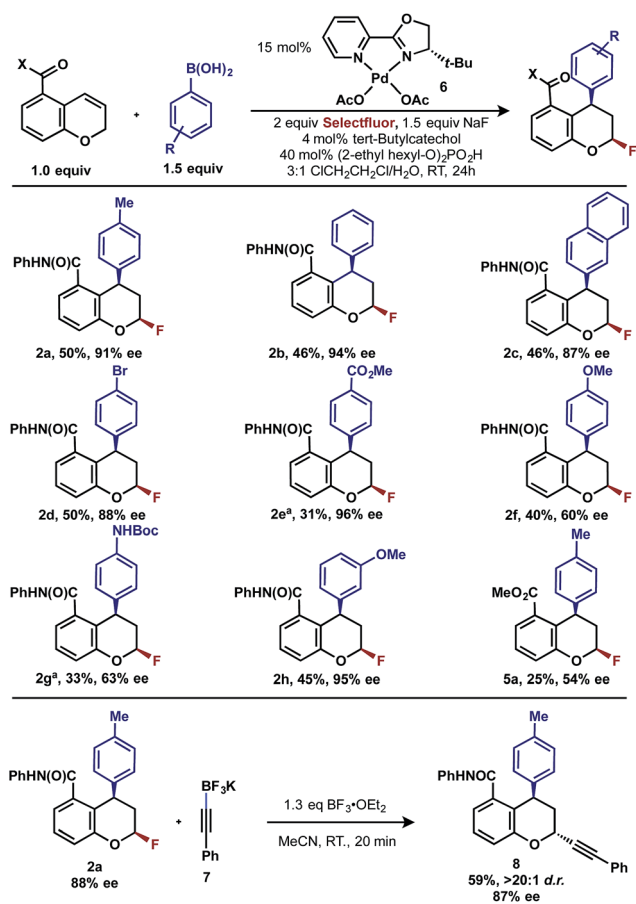 X
O
O
1.0 equiv
+
B(OH)2
R
1.5 equiv
15 mol%
N
O
N
t-Bu
Pd
AcO
OAc
6
2 equiv Selectfluor, 1.5 equiv NaF
4 mol% tert-Butylcatechol
40 mol% (2-ethyl hexyl-O)2PO2H
3:1 ClCH2CH2Cl/H2O, RT, 24h
R
X
O
O
F
Me
PhHN(O)C
O
F
2a, 50%, 91% ee
PhHN(O)C
O
F
2b, 46%, 94% ee
PhHN(O)C
O
F
2c, 46%, 87% ee
Br
PhHN(O)C
O
F
2d, 50%, 88% ee
CO2Me
PhHN(O)C
O
F
2eª, 31%, 96% ee
OMe
PhHN(O)C
O
F
2f, 40%, 60% ee
NHBoc
PhHN(O)C
O
F
2gª, 33%, 63% ee
OMe
PhHN(O)C
O
F
2h, 45%, 95% ee
Me
MeO2C
O
F
5a, 25%, 54% ee
Me
PhHN(O)C
O
F
2a
88% ee
+
BF3K
Ph
7
1.3 eq BF3•OEt2
MeCN, RT., 20 min
Me
PhHN(O)C
O
Ph
8
59%, >20:1 d.r.
87% ee